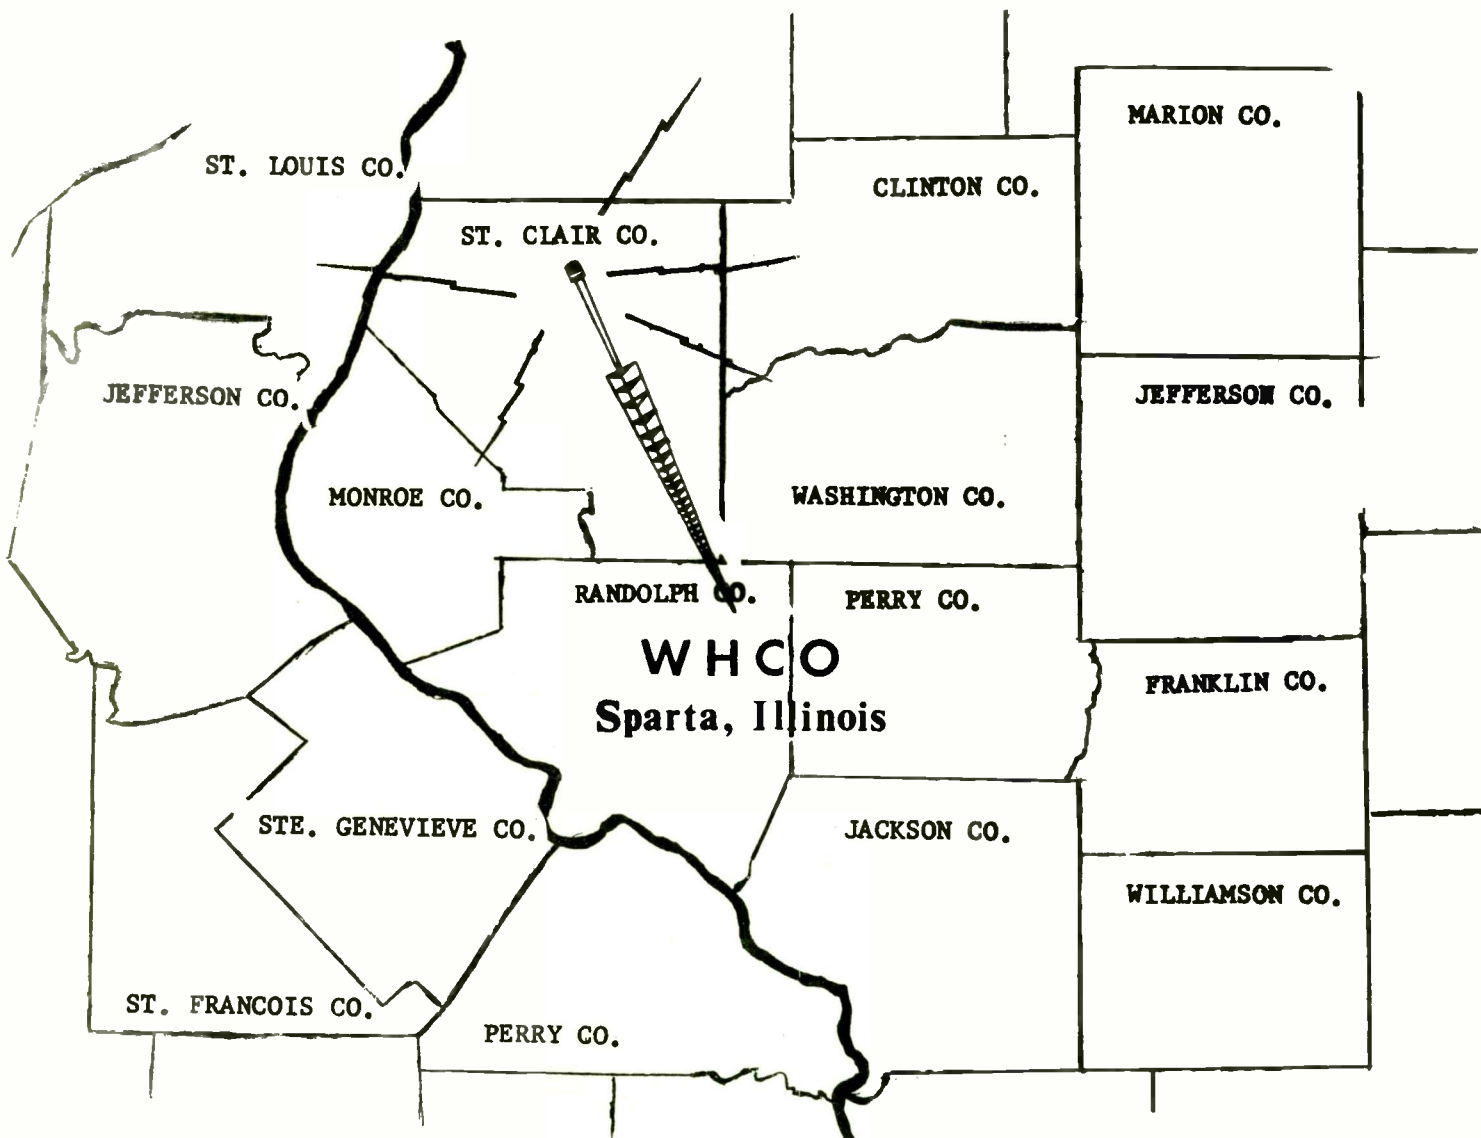 MARION CO.
ST. LOUIS CO.
CLINTON CO.
ST. CLAIR CO.
JEFFERSON CO.
JEFFERSON CO.
MONROE CO.
WASHINGTON CO.
RANDOLPH CO.
PERRY CO.
WHCO
Sparta, Illinois
FRANKLIN CO.
STE. GENEVIEVE CO.
JACKSON CO.
WILLIAMSON CO.
ST. FRANCOIS CO.
PERRY CO.